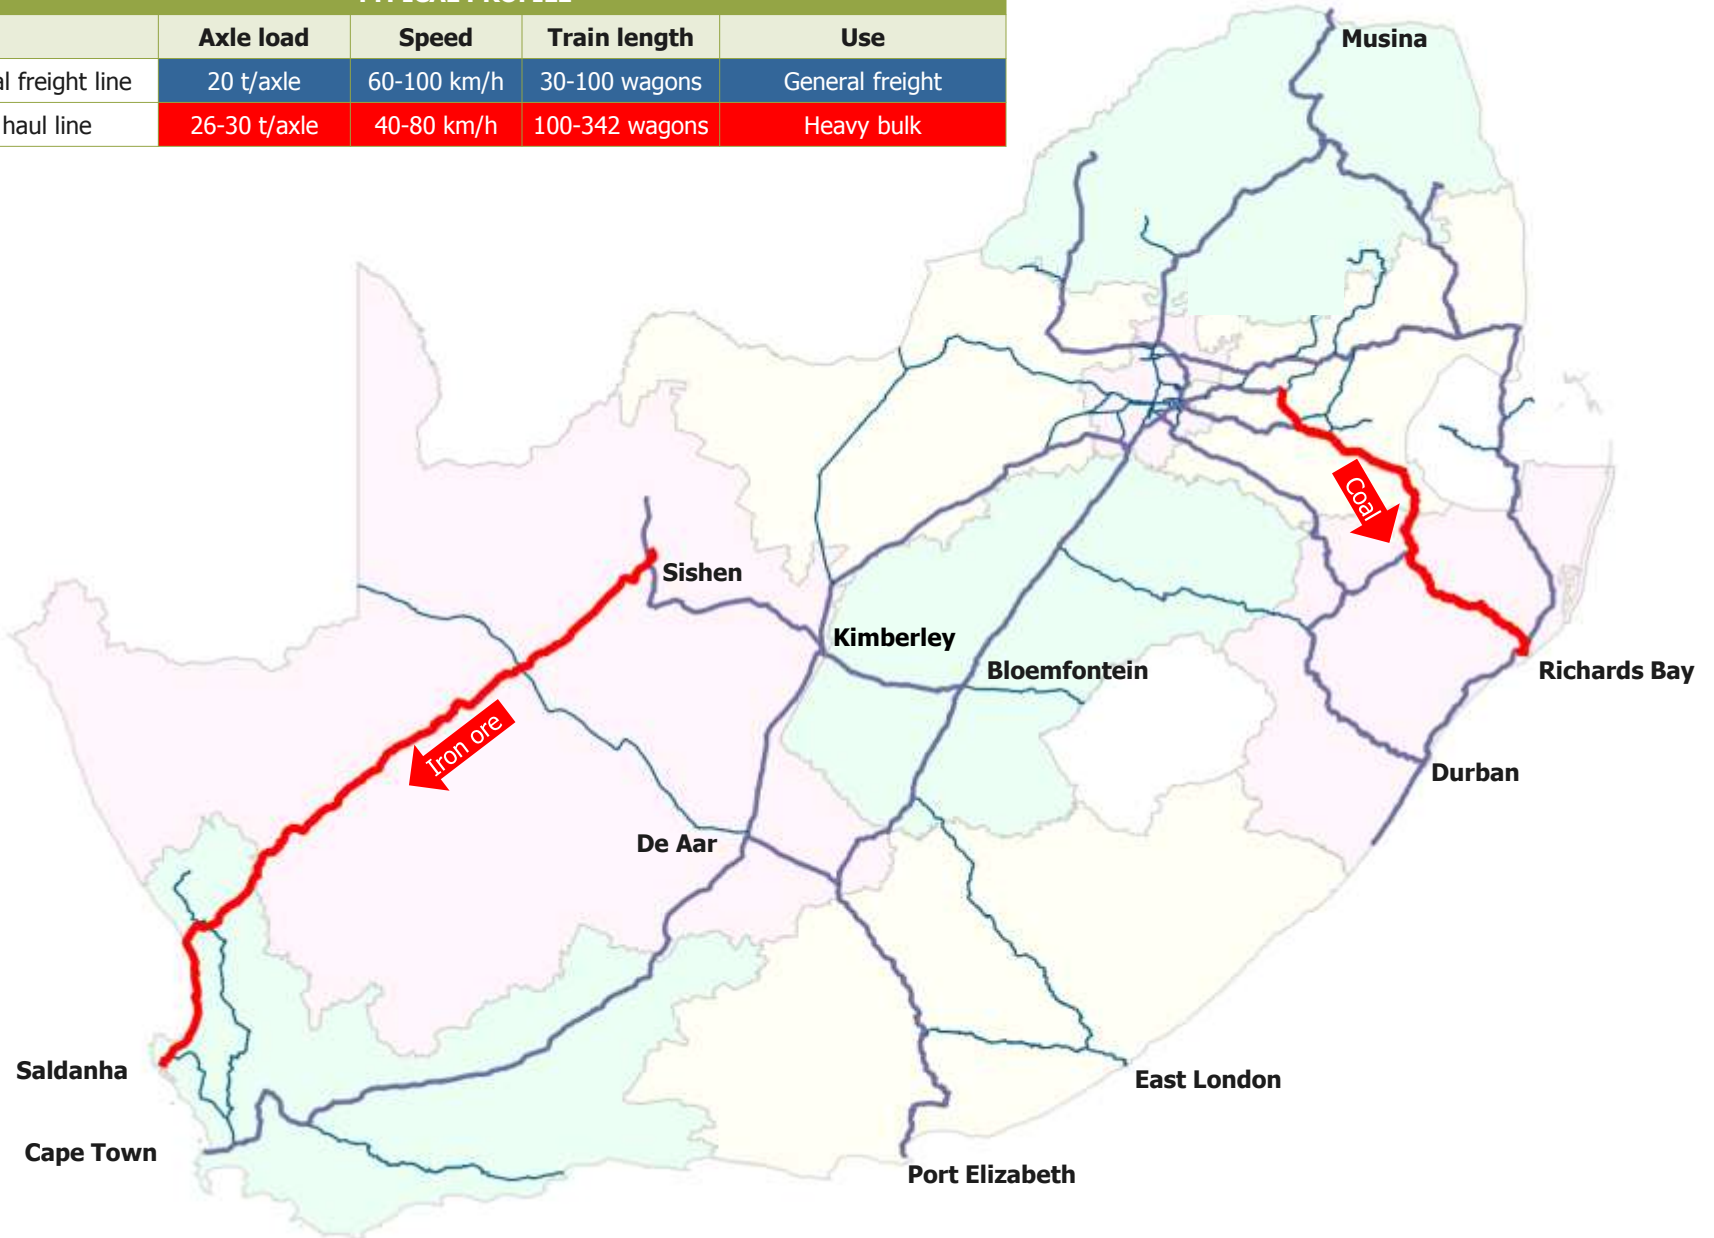 Axle load Speed Train length Use
freight line 20 t/axle 60-100 km/h 30-100 wagons General freight
haul line 26-30 t/axle 40-80 km/h 100-342 wagons Heavy bulk
Musina
Coal
Sishen
Kimberley
Bloemfontein
Richards Bay
Iron ore
Durban
De Aar
Saldanha
East London
Cape Town
Port Elizabeth